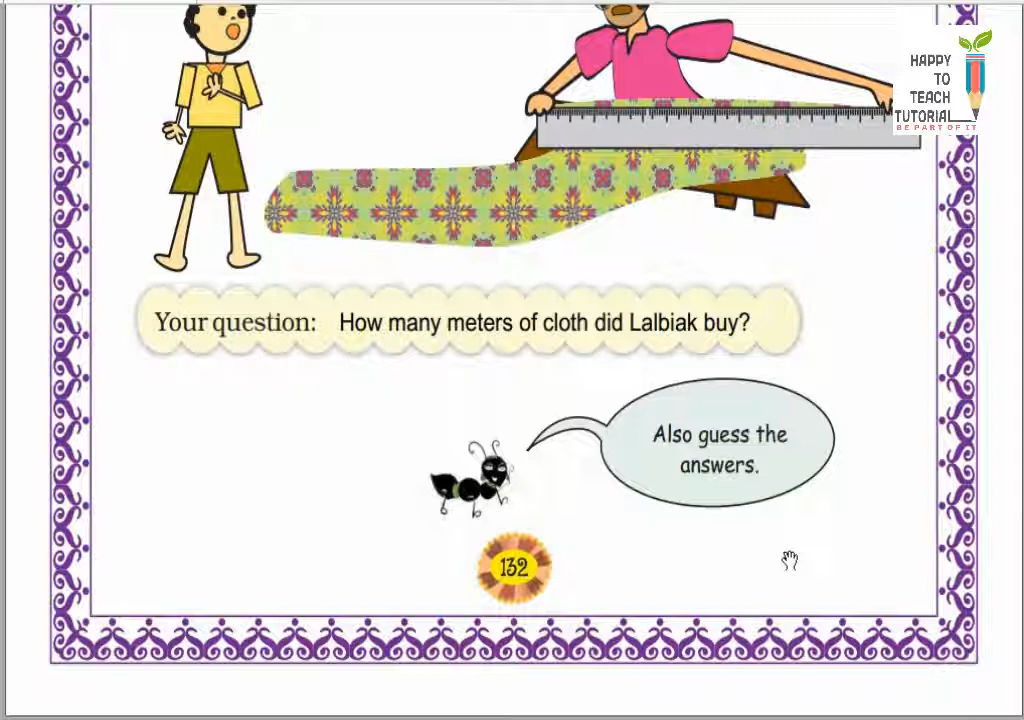 HAPPY
TO
TEACH
TUTORIAL
BE PART OF IT
Your question: How many meters of cloth did Lalbiak buy?
Also guess the
answers.
132